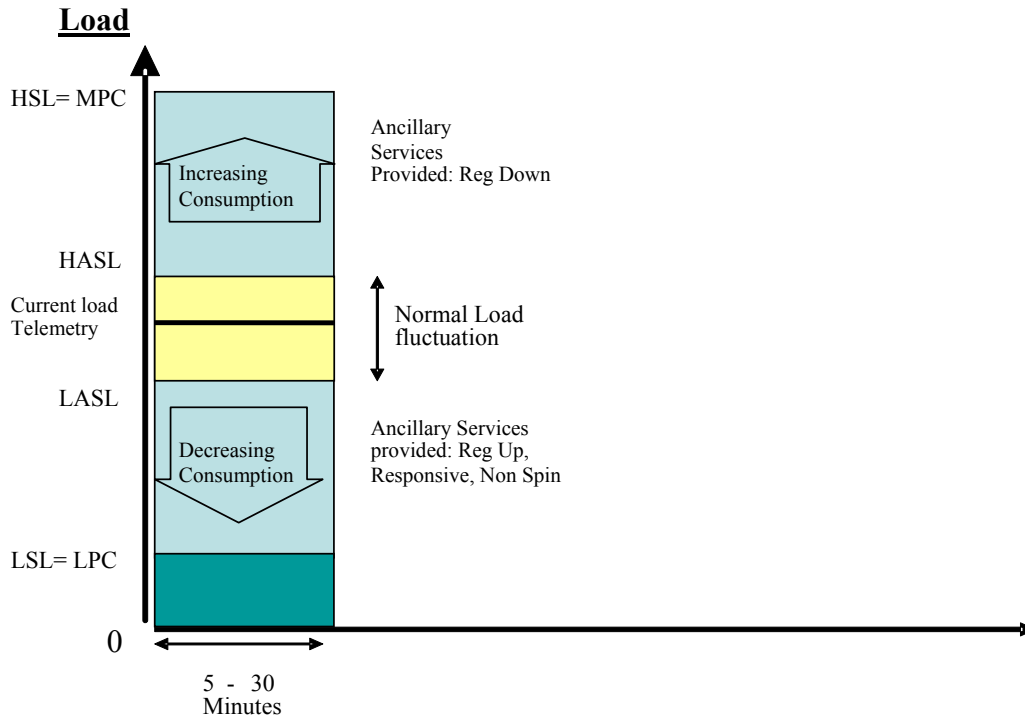 Load
HSL= MPC
Ancillary
Services
Provided: Reg Down
Increasing
Consumption
HASL
Current load
Telemetry
Normal Load
fluctuation
LASL
Ancillary Services
provided: Reg Up,
Responsive, Non Spin
Decreasing
Consumption
LSL= LPC
0
5 - 30
Minutes